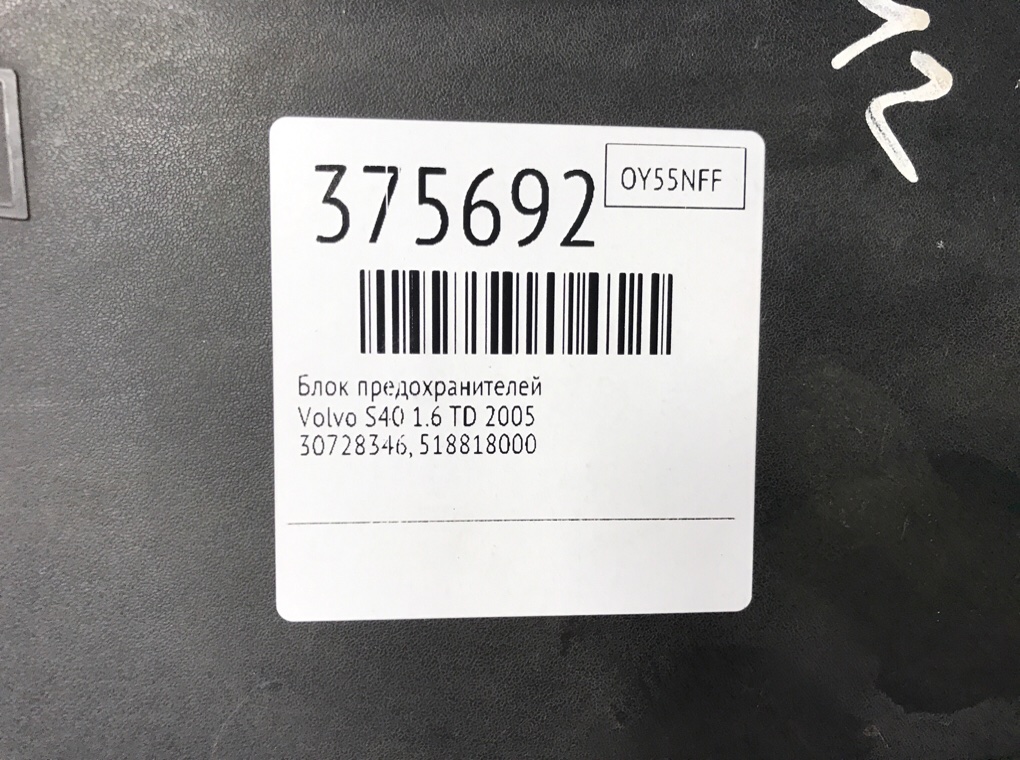 375692
OY55NFF
Блок предохранителей
Volvo S40 1.6 TD 2005
30728346, 518818000